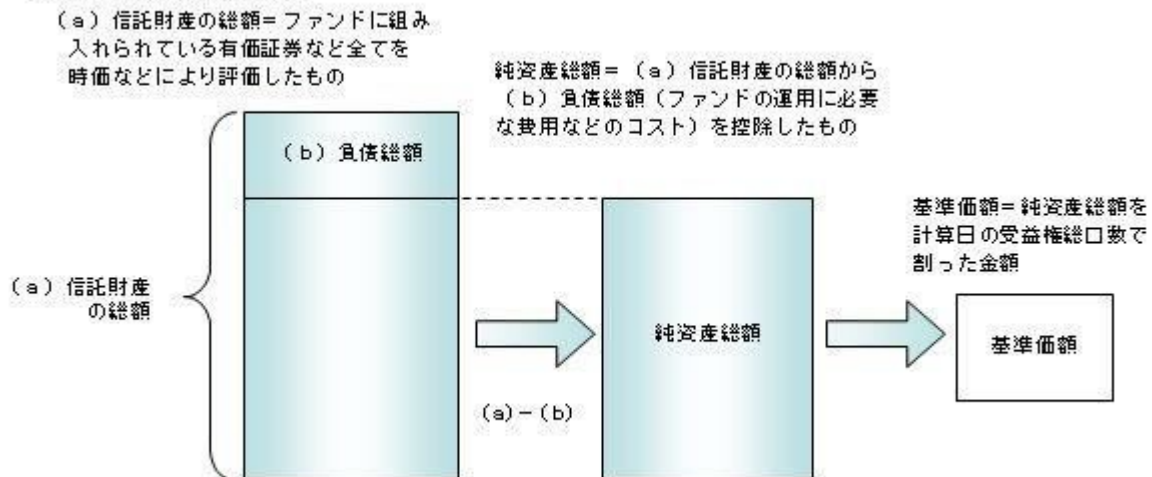 (a)信託財産の総額=ファンドに組み
入れられている有価証券など全てを
時価などにより評価したもの
純資産総額=(a)信託財産の総額から
(b)負債総額(ファンドの運用に必要
な費用などのコスト)を控除したもの
(b)負債総額
基準価額=純資産総額を
計算日の受益権総口数で
割った金額
(a)信託財産
の総額
純資産総額
基準価額
(a)-(b)